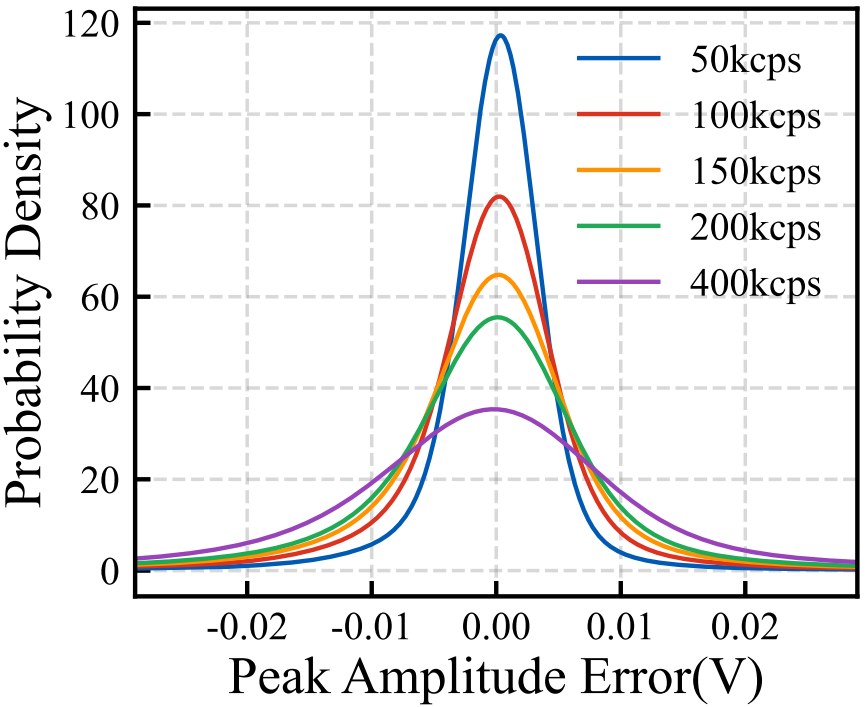 Probability Density
120
100
80
60
40
20
0
50kcps
100kcps
150kcps
200kcps
400kcps
-0.02 -0.01 0.00 0.01 0.02
Peak Amplitude Error(V)